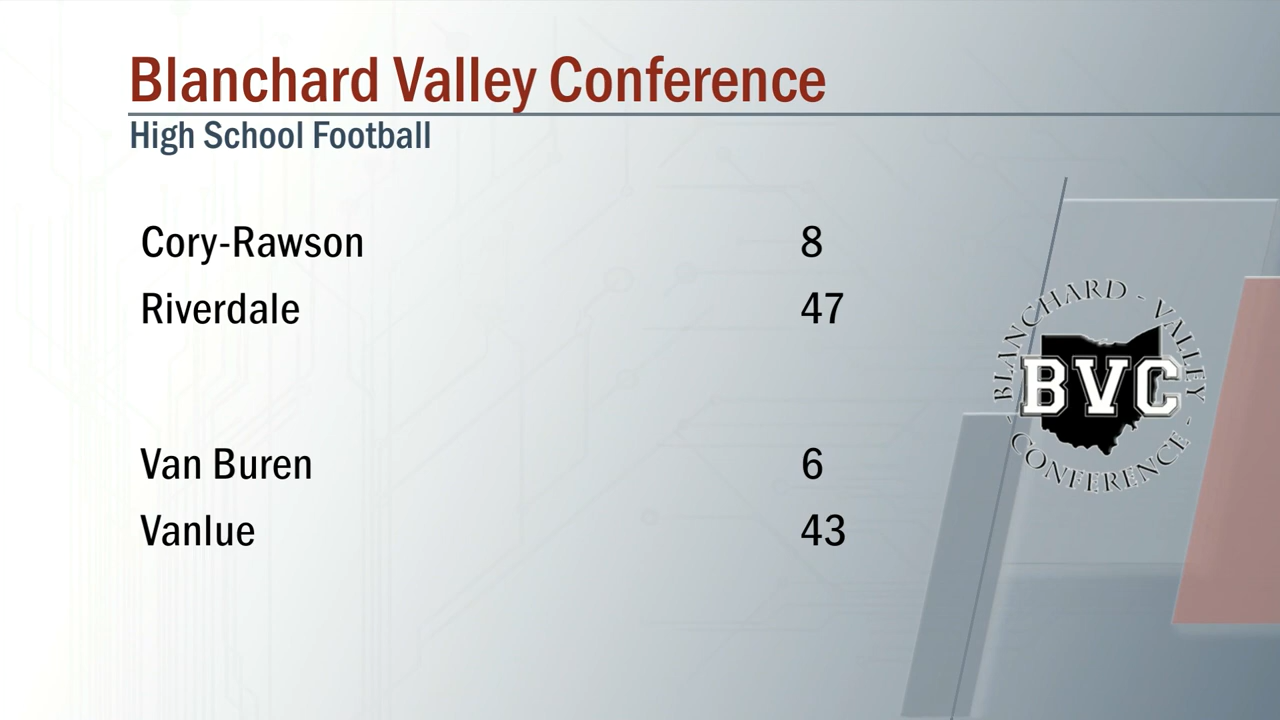 Blanchard Valley Conference
High School Football
Cory-Rawson 8
Riverdale 47
Van Buren 6
Vanlue 43
BLANCHARD - VALLEY - CONFERENCE -
BVC